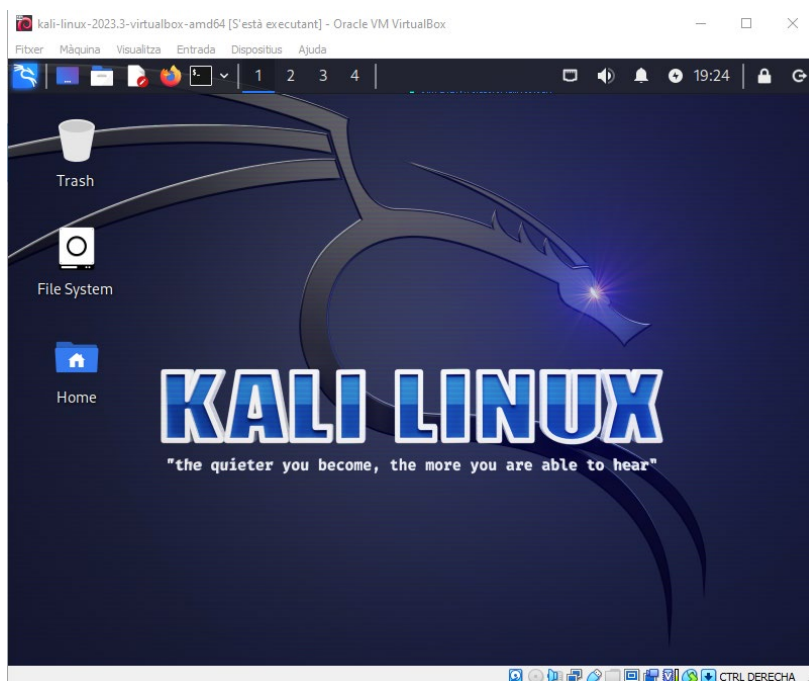 kali-linux-2023.3-virtualbox-amd64 [S'està executant] - Oracle VM VirtualBox
Fitxer Màquina Visualitza Entrada Dispositius Ajuda
1 2 3 4 19:24
Trash
File System
Home
KALI LINUX
"the quieter you become, the more you are able to hear"
CTRL DERECHA